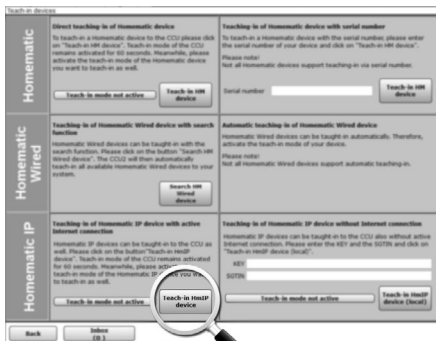 Teach-in devices
Homematic
Direct teaching-in of Homematic device
To teach-in a Homematic device to the CCU please click
on "Teach-in HM device". Teach-in mode of the CCU
remains activated for 60 seconds. Meanwhile, please
activate the teach-in mode of the Homematic device
you want to teach-in as well.
Teach-in mode not active
Teach-in HM
device
Teaching-in of Homematic device with serial number
To teach-in a Homematic device with serial number, please enter
the serial number of your device and click on "Teach-in HM device".
Please note!
Not all Homematic devices support teaching-in via serial number.
Serial number
Teach-in HM
device
Homematic
Wired
Teaching-in of Homematic Wired device with search
function
Homematic Wired devices can be taught-in with the
search function. Please click on the button "Search HM
Wired device". The CCU2 will then automatically
teach-in all available Homematic Wired devices to your
system.
Search HM
Wired
device
Automatic teaching-in of Homematic Wired device
Homematic Wired devices can be taught-in automatically. Therefore,
activate the teach-in mode of your device.
Please note!
Not all Homematic Wired devices support automatic teaching-in.
Homematic IP
Teaching-in of Homematic IP device with active
Internet connection
Homematic IP devices can be taught-in to the CCU as
well. Please click on the button"Teach-in HmIP
device". Teach-in mode of the CCU remains activated
for 60 seconds. Meanwhile, please
teach-in mode of the Homematic IP you want
to teach-in as well.
Teach-in mode not active
Teach-in HmIP
device
Teaching-in of Homematic IP device without Internet connection
Homematic IP devices can be taught-in to the CCU also without active
Internet connection. Please enter the KEY and the SGTIN and click on
"Teach-in HmIP device (local)".
KEY
SGTIN
Teach-in mode not active
Teach-in HmIP
device (local)
Back
Inbox
(0)